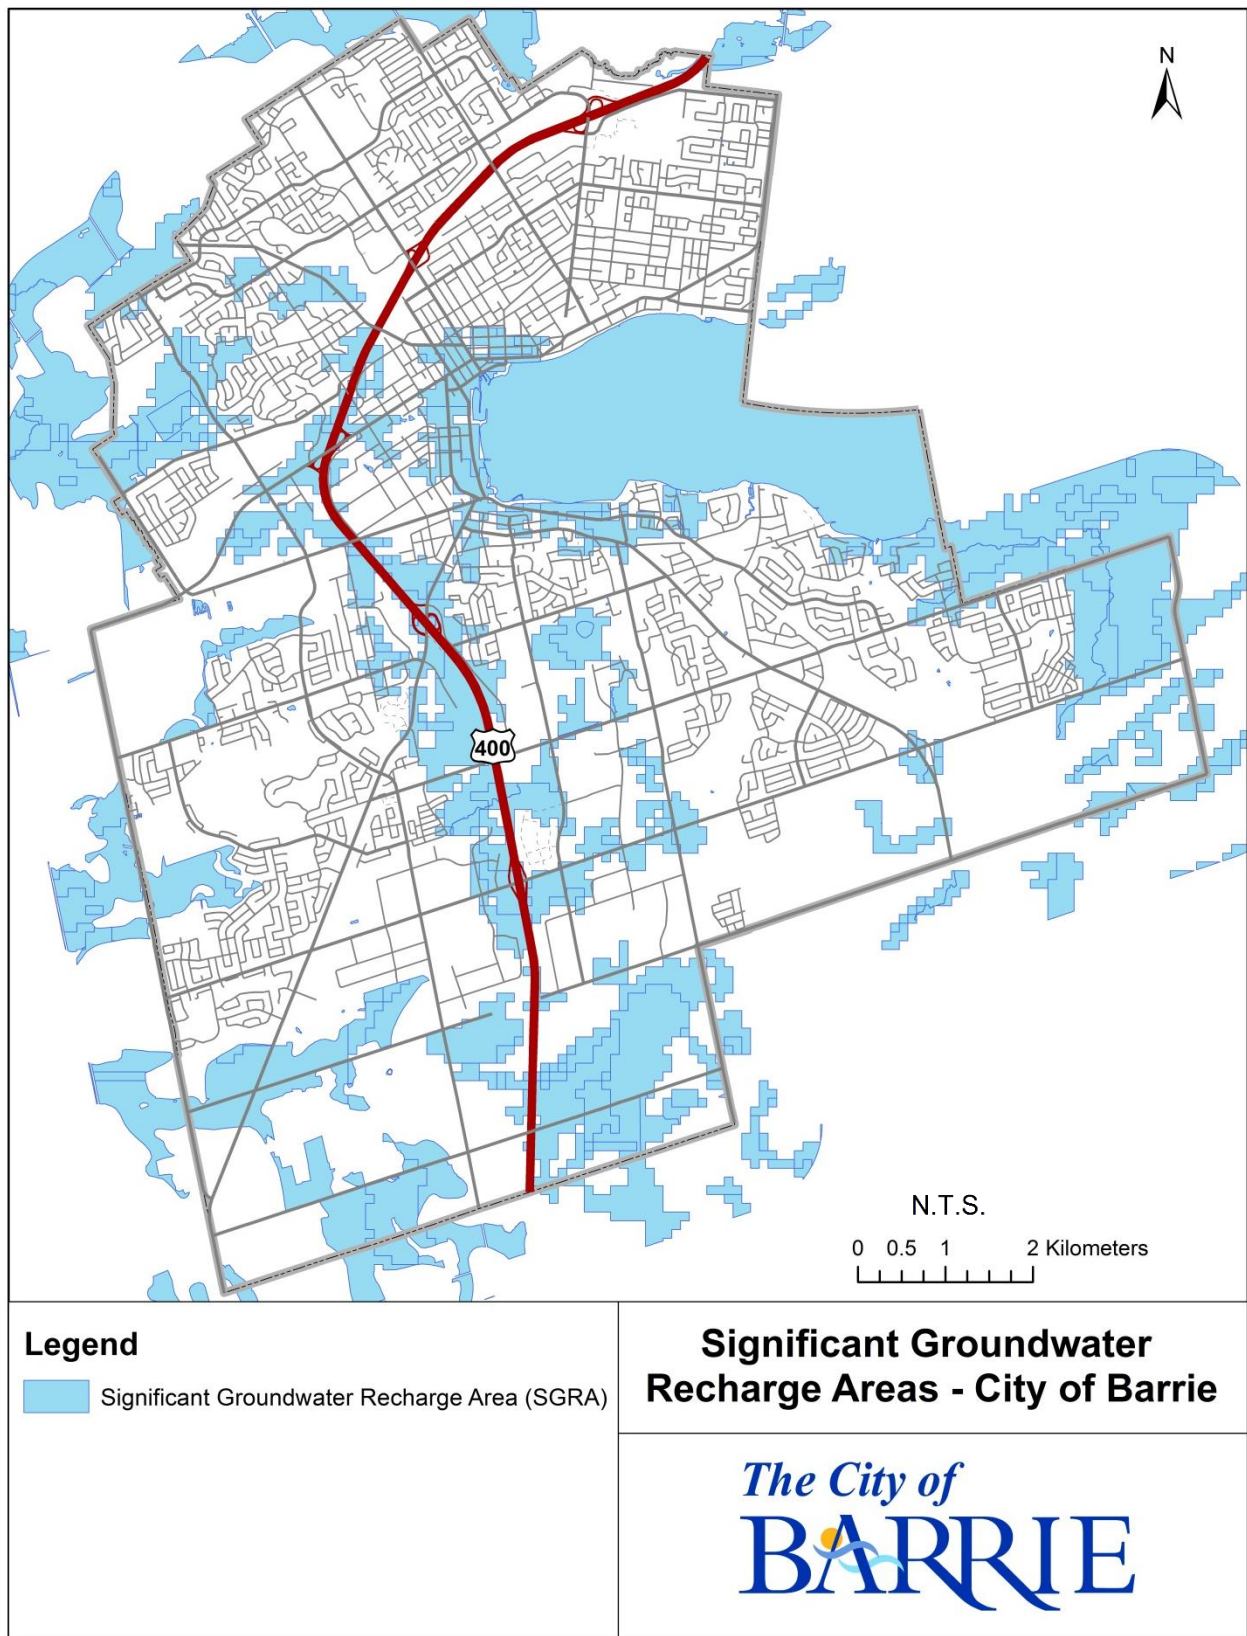 N
400
N.T.S.
0 0.5 1 2 Kilometers
Legend
Significant Groundwater Recharge Area (SGRA)
Significant Groundwater
Recharge Areas - City of Barrie
The City of
BARRIE